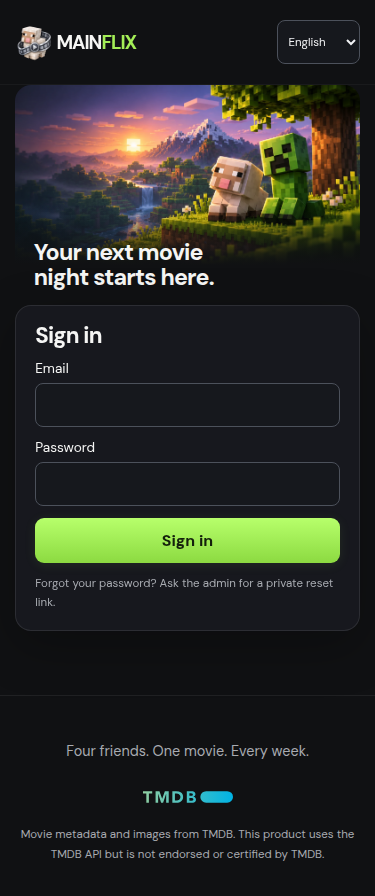 MAINFLIX
English
Your next movie
night starts here.
Sign in
Email
Password
Sign in
Forgot your password? Ask the admin for a private reset
link.
Four friends. One movie. Every week.
TMDB
Movie metadata and images from TMDB. This product uses the
TMDB API but is not endorsed or certified by TMDB.